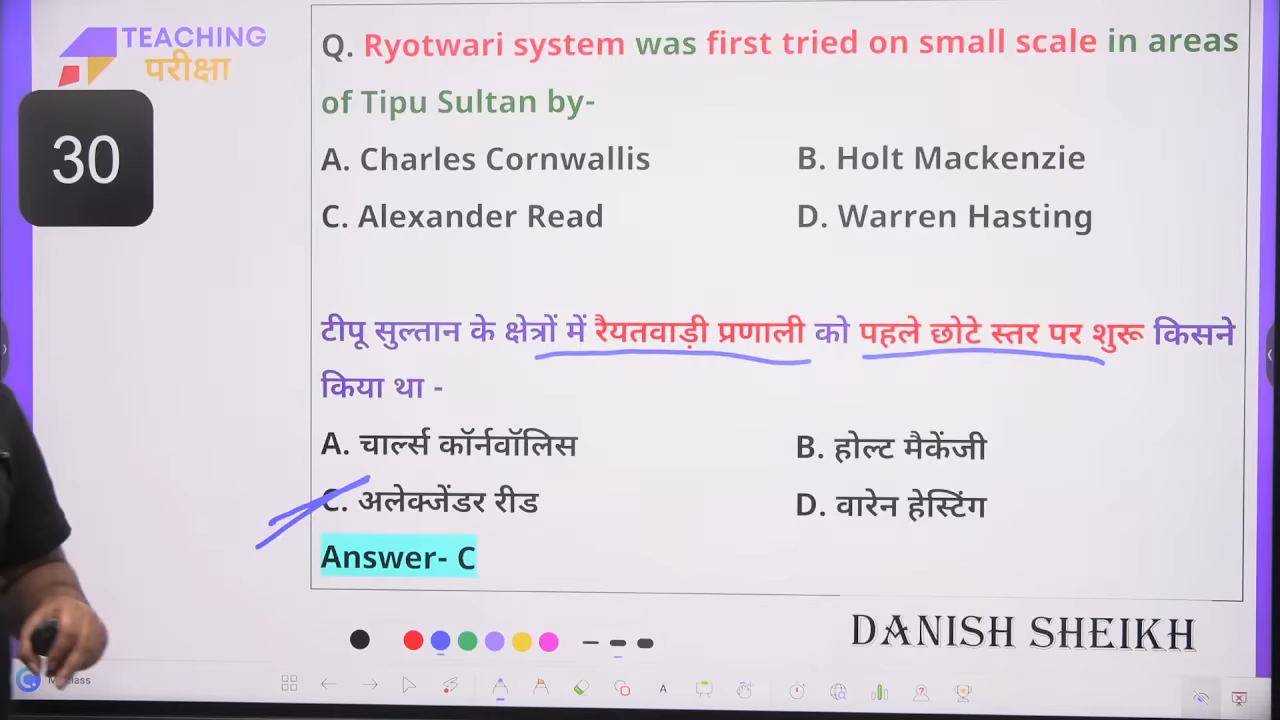 TEACHING
परीक्षा
30
Q. Ryotwari system was first tried on small scale in areas
of Tipu Sultan by-
A. Charles Cornwallis B. Holt Mackenzie
C. Alexander Read D. Warren Hasting
टीपू सुल्तान के क्षेत्रों में रैयतवाड़ी प्रणाली को पहले छोटे स्तर पर शुरू किसने
किया था -
A. चार्ल्स कॉर्नवॉलिस B. होल्ट मैकेंजी
C. अलेक्जेंडर रीड D. वारेन हेस्टिंग
Answer- C
DANISH SHEIKH
A